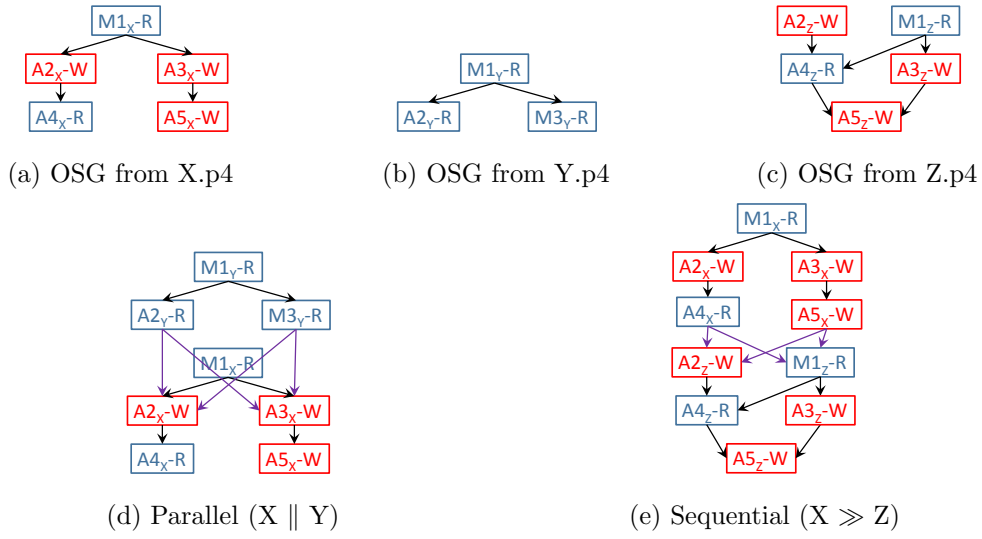 M1X-R
A2X-W A3X-W
A4X-R A5X-W
(a) OSG from X.p4
M1Y-R
A2Y-R M3Y-R
(b) OSG from Y.p4
A2Z-W M1Z-R
A4Z-R A3Z-W
A5Z-W
(c) OSG from Z.p4
M1Y-R
A2Y-R M3Y-R
M1X-R
A2X-W A3X-W
A4X-R A5X-W
(d) Parallel (X ∥ Y)
M1X-R
A2X-W A3X-W
A4X-R A5X-W
A2Z-W M1Z-R
A4Z-R A3Z-W
A5Z-W
(e) Sequential (X ≫ Z)